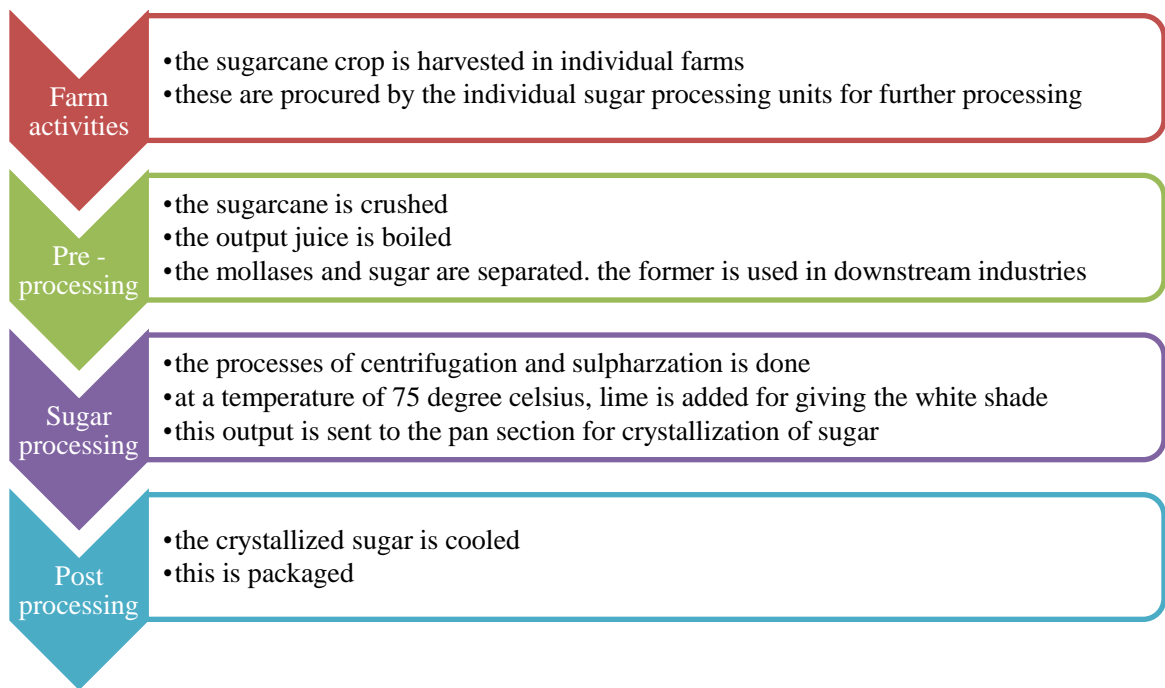 Farm
activities
•the sugarcane crop is harvested in individual farms
•these are procured by the individual sugar processing units for further processing
Pre -
processing
•the sugarcane is crushed
•the output juice is boiled
•the mollases and sugar are separated. the former is used in downstream industries
Sugar
processing
•the processes of centrifugation and sulpharzation is done
•at a temperature of 75 degree celsius, lime is added for giving the white shade
•this output is sent to the pan section for crystallization of sugar
Post
processing
•the crystallized sugar is cooled
•this is packaged